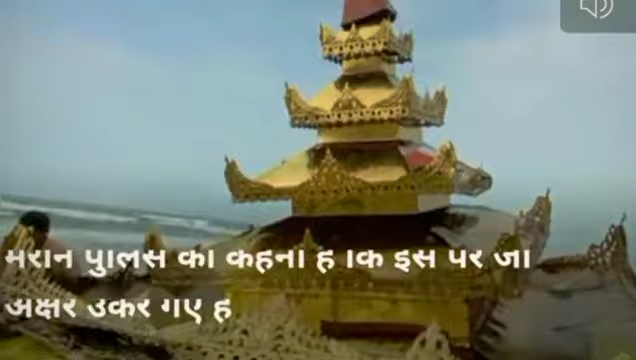 मरान पुालस का कहना ह ाक इस पर जा
अक्षर उकर गए ह